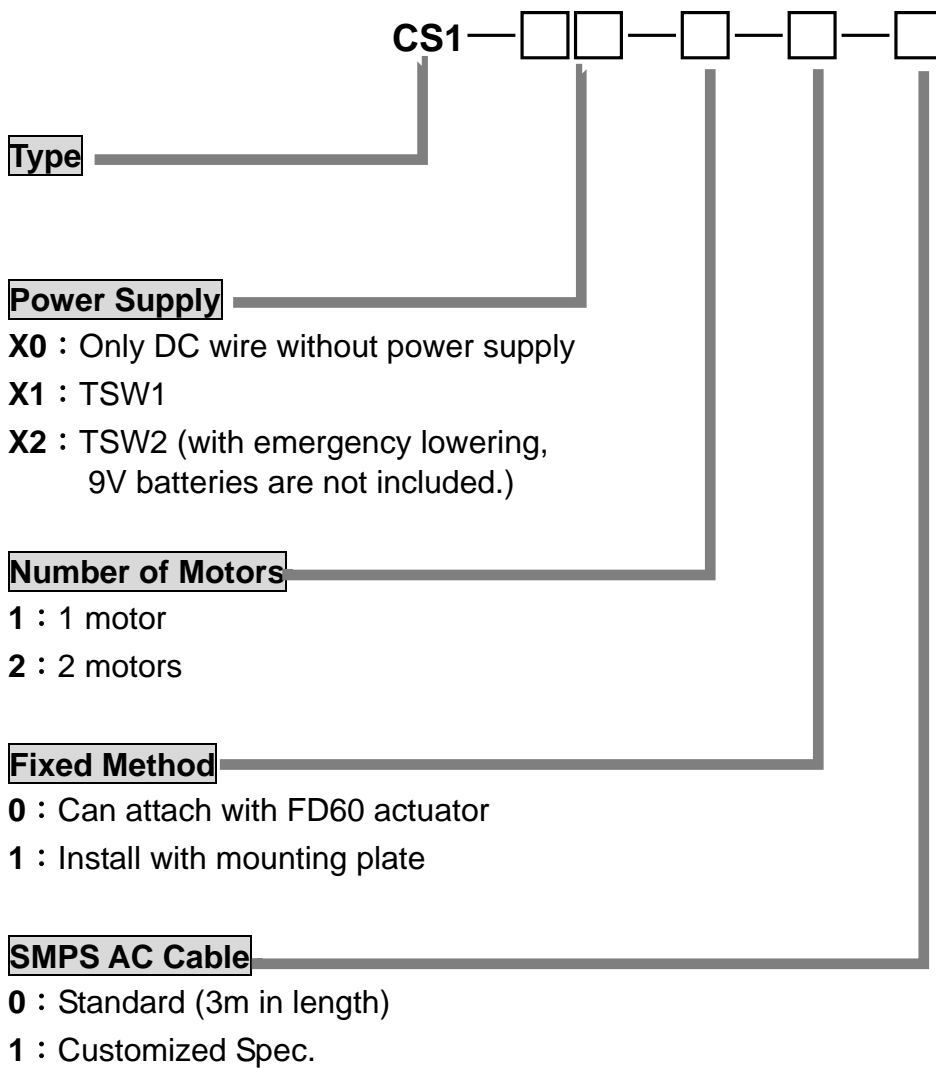 CS1—□□—□—□—□
Type
Power Supply
X0：Only DC wire without power supply
X1：TSW1
X2：TSW2 (with emergency lowering,
9V batteries are not included.)
Number of Motors
1：1 motor
2：2 motors
Fixed Method
0：Can attach with FD60 actuator
1：Install with mounting plate
SMPS AC Cable
0：Standard (3m in length)
1：Customized Spec.